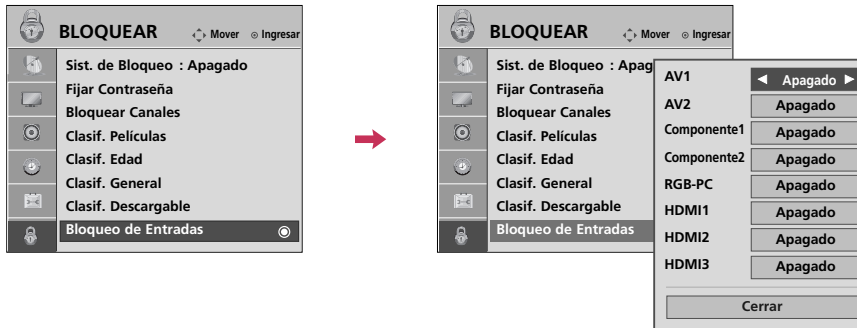 BLOQUEAR Mover Ingresar
Sist. de Bloqueo : Apagado
Fijar Contraseña
Bloquear Canales
Clasif. Películas
Clasif. Edad
Clasif. General
Clasif. Descargable
Bloqueo de Entradas
BLOQUEAR Mover Ingresar
Sist. de Bloqueo : Apag
Fijar Contraseña
Bloquear Canales
Clasif. Películas
Clasif. Edad
Clasif. General
Clasif. Descargable
Bloqueo de Entradas
AV1 ◀ Apagado ▶
AV2 Apagado
Componente1 Apagado
Componente2 Apagado
RGB-PC Apagado
HDMI1 Apagado
HDMI2 Apagado
HDMI3 Apagado
Cerrar